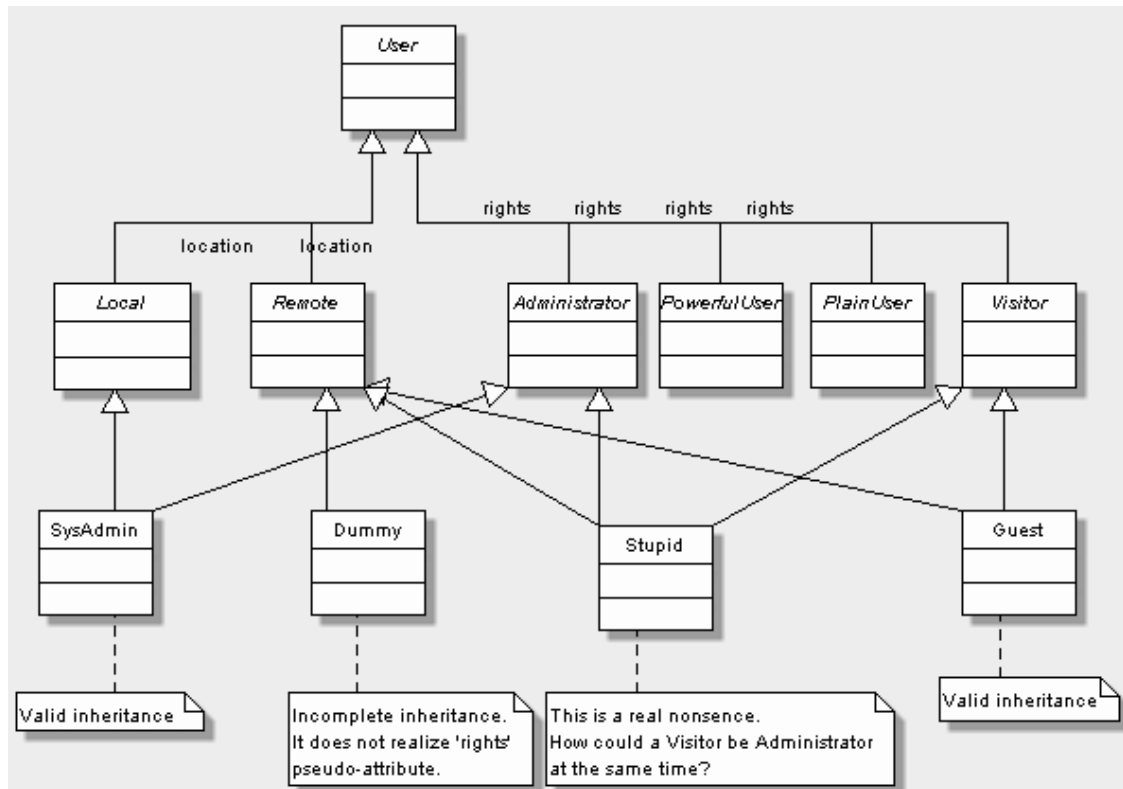 User
rights rights rights rights
location location
Local Remote Administrator PowerfulUser PlainUser Visitor
SysAdmin Dummy Stupid Guest
Valid inheritance
Incomplete inheritance.
It does not realize 'rights'
pseudo-attribute.
This is a real nonsence.
How could a Visitor be Administrator
at the same time?
Valid inheritance